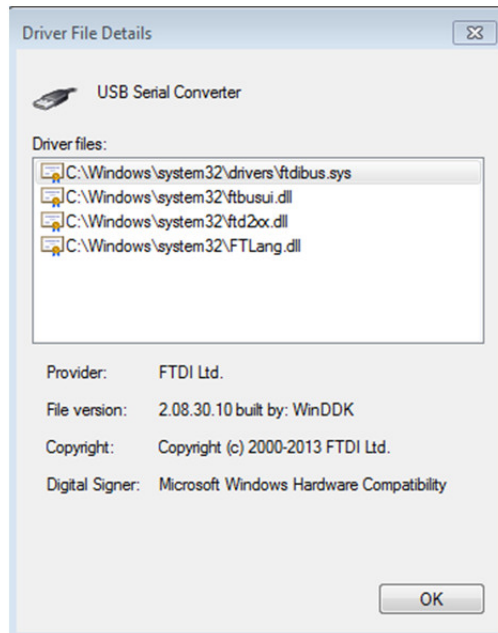 Driver File Details
USB Serial Converter
Driver files:
C:\Windows\system32\drivers\ftdibus.sys
C:\Windows\system32\ftbusui.dll
C:\Windows\system32\ftd2xx.dll
C:\Windows\system32\FTLang.dll
Provider: FTDI Ltd.
File version: 2.08.30.10 built by: WinDDK
Copyright: Copyright (c) 2000-2013 FTDI Ltd.
Digital Signer: Microsoft Windows Hardware Compatibility
OK